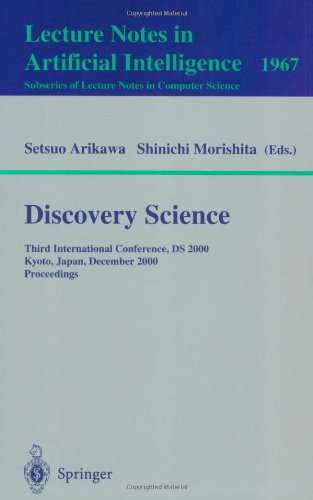 Lecture Notes in
Artificial Intelligence 1967
Subseries of Lecture Notes in Computer Science
Setsuo Arikawa Shinichi Morishita (Eds.)
Discovery Science
Third International Conference, DS 2000
Kyoto, Japan, December 2000
Proceedings
Springer